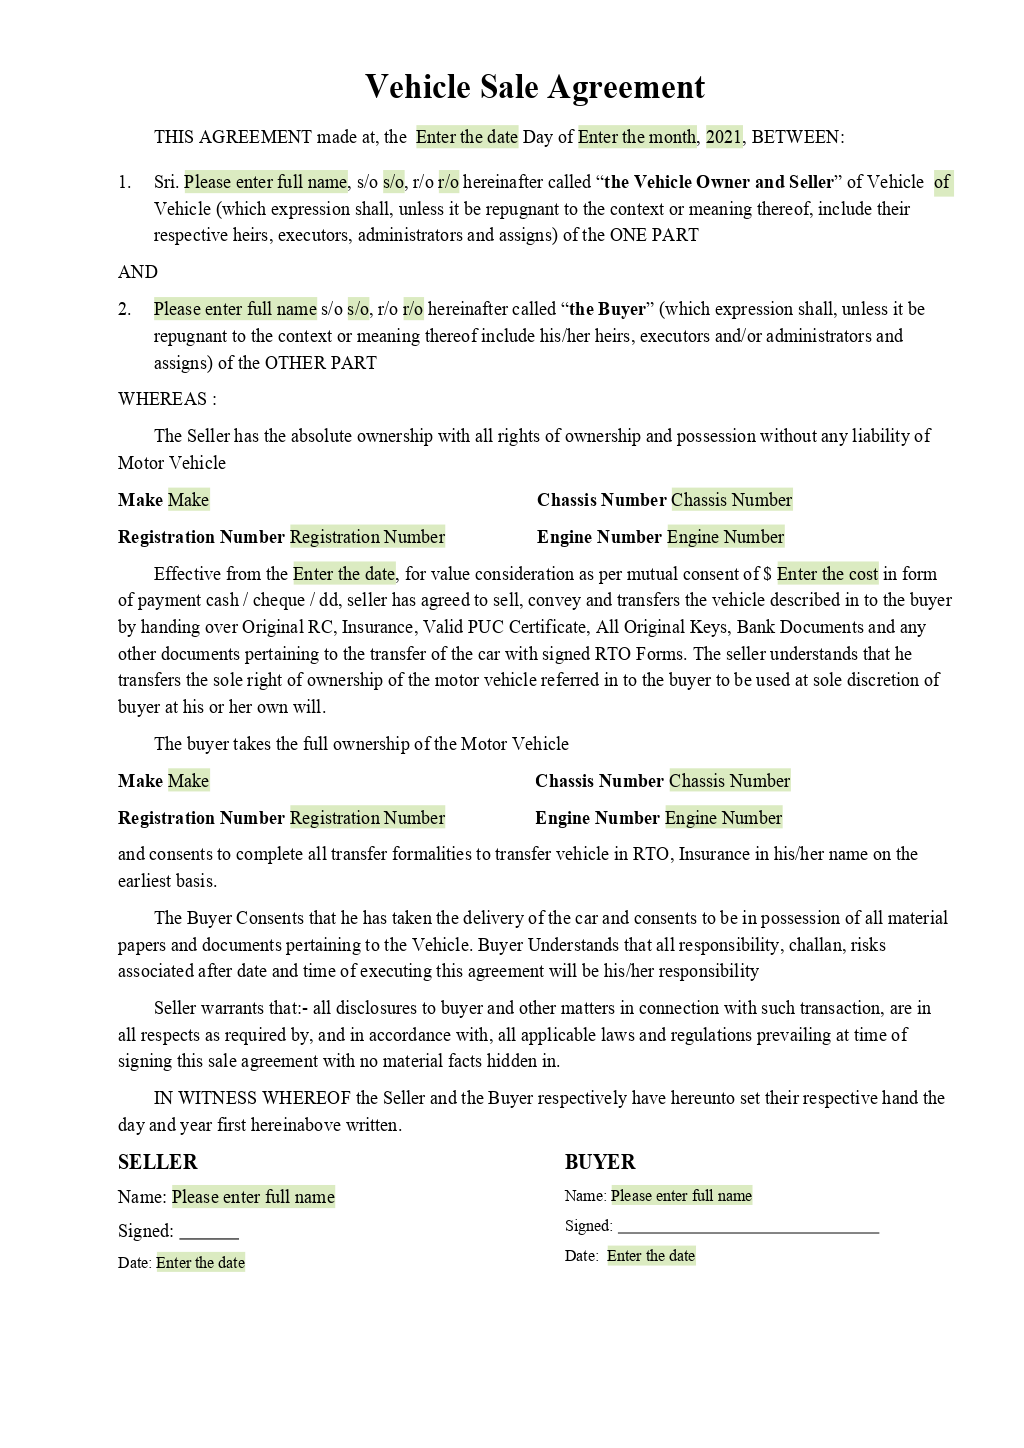 Vehicle Sale Agreement
THIS AGREEMENT made at, the Enter the date Day of Enter the month, 2021, BETWEEN:
1. Sri. Please enter full name, s/o s/o, r/o r/o hereinafter called “the Vehicle Owner and Seller” of Vehicle of
Vehicle (which expression shall, unless it be repugnant to the context or meaning thereof, include their
respective heirs, executors, administrators and assigns) of the ONE PART
AND
2. Please enter full name s/o s/o, r/o r/o hereinafter called “the Buyer” (which expression shall, unless it be
repugnant to the context or meaning thereof include his/her heirs, executors and/or administrators and
assigns) of the OTHER PART
WHEREAS :
The Seller has the absolute ownership with all rights of ownership and possession without any liability of
Motor Vehicle
Make Make Chassis Number Chassis Number
Registration Number Registration Number Engine Number Engine Number
Effective from the Enter the date, for value consideration as per mutual consent of $ Enter the cost in form
of payment cash / cheque / dd, seller has agreed to sell, convey and transfers the vehicle described in to the buyer
by handing over Original RC, Insurance, Valid PUC Certificate, All Original Keys, Bank Documents and any
other documents pertaining to the transfer of the car with signed RTO Forms. The seller understands that he
transfers the sole right of ownership of the motor vehicle referred in to the buyer to be used at sole discretion of
buyer at his or her own will.
The buyer takes the full ownership of the Motor Vehicle
Make Make Chassis Number Chassis Number
Registration Number Registration Number Engine Number Engine Number
and consents to complete all transfer formalities to transfer vehicle in RTO, Insurance in his/her name on the
earliest basis.
The Buyer Consents that he has taken the delivery of the car and consents to be in possession of all material
papers and documents pertaining to the Vehicle. Buyer Understands that all responsibility, challan, risks
associated after date and time of executing this agreement will be his/her responsibility
Seller warrants that:- all disclosures to buyer and other matters in connection with such transaction, are in
all respects as required by, and in accordance with, all applicable laws and regulations prevailing at time of
signing this sale agreement with no material facts hidden in.
IN WITNESS WHEREOF the Seller and the Buyer respectively have hereunto set their respective hand the
day and year first hereinabove written.
SELLER
Name: Please enter full name
Signed: ______
Date: Enter the date
BUYER
Name: Please enter full name
Signed: ______________________________
Date: Enter the date